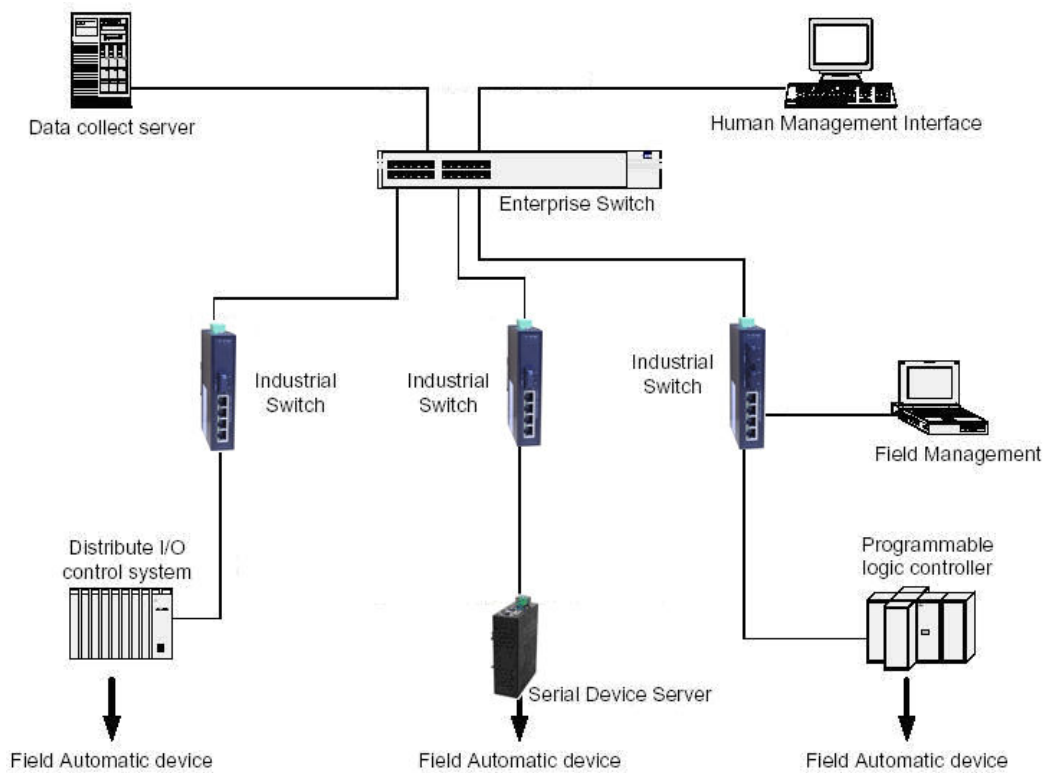 Data collect server
Human Management Interface
Enterprise Switch
Industrial
Switch
Industrial
Switch
Industrial
Switch
Field Management
Distribute I/O
control system
Programmable
logic controller
Serial Device Server
Field Automatic device
Field Automatic device
Field Automatic device